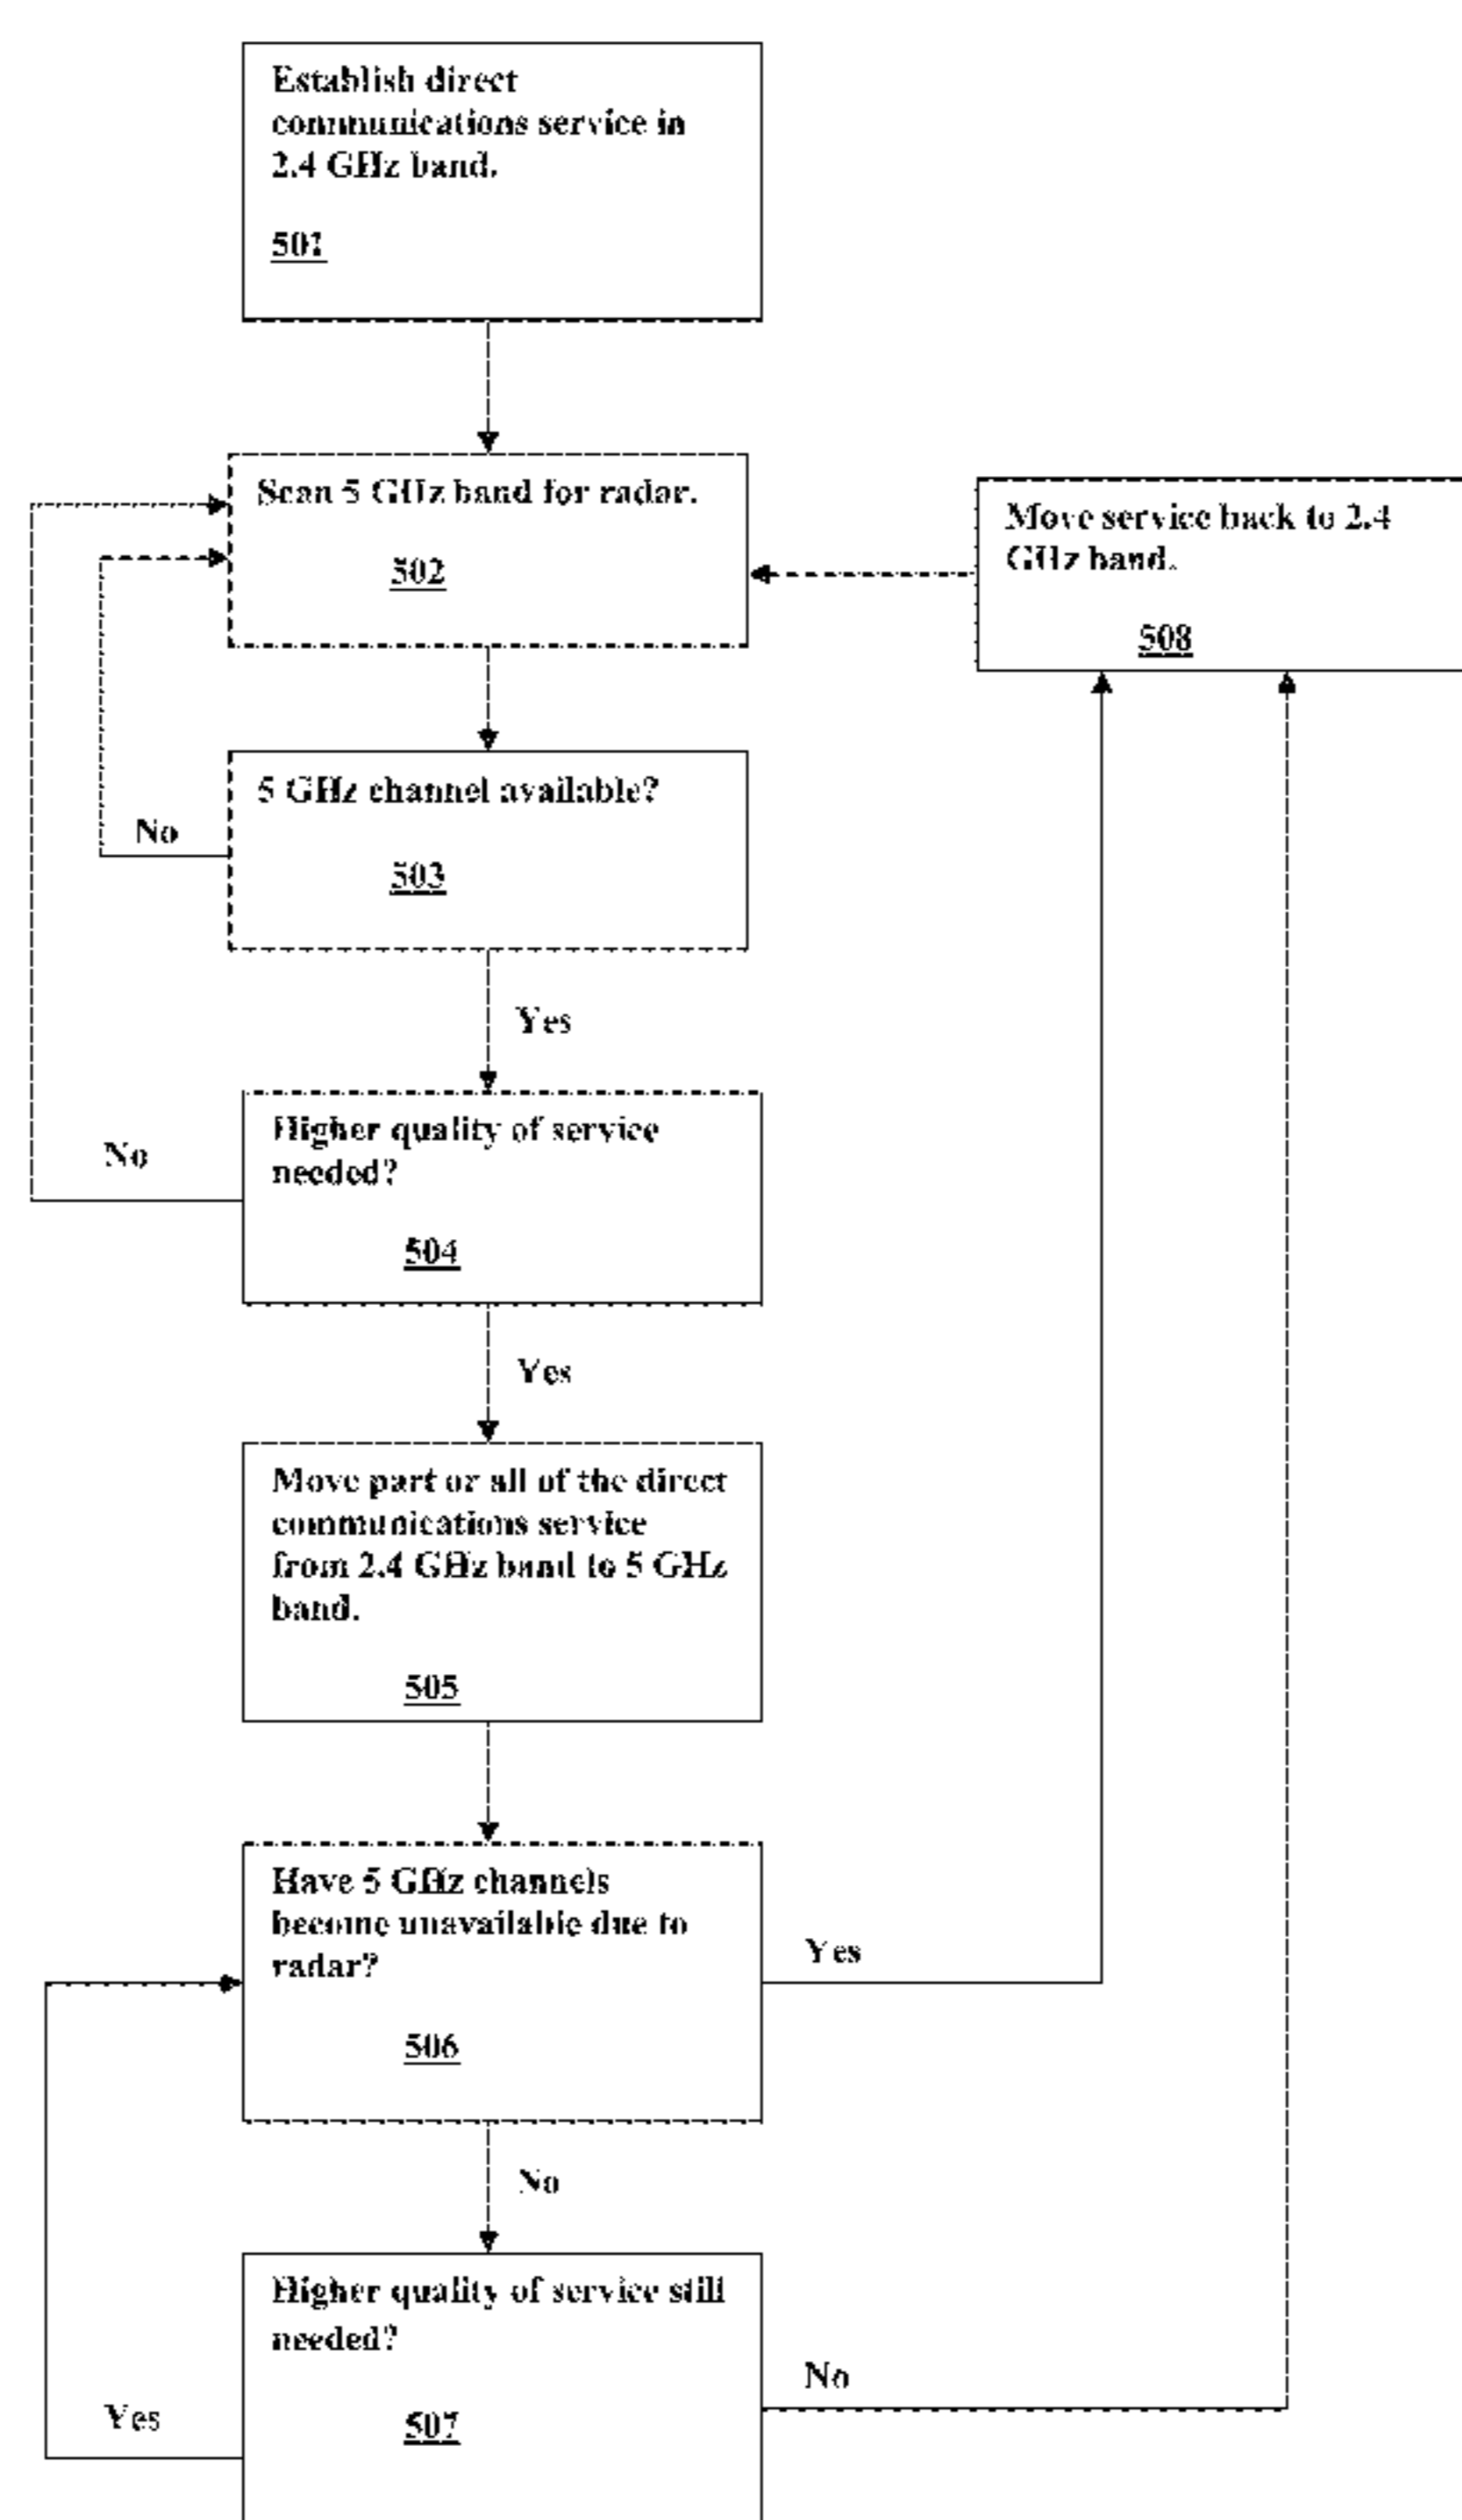 Establish direct
communications service in
2.4 GHz band.
501
Scan 5 GHz band for radar.
502
Move service back to 2.4
GHz band.
508
5 GHz channel available?
No
503
Yes
Higher quality of service
needed?
No
504
Yes
Move part or all of the direct
communications service
from 2.4 GHz band to 5 GHz
band.
505
Have 5 GHz channels
become unavailable due to
radar?
Yes
506
No
Higher quality of service still
needed?
No
Yes
507